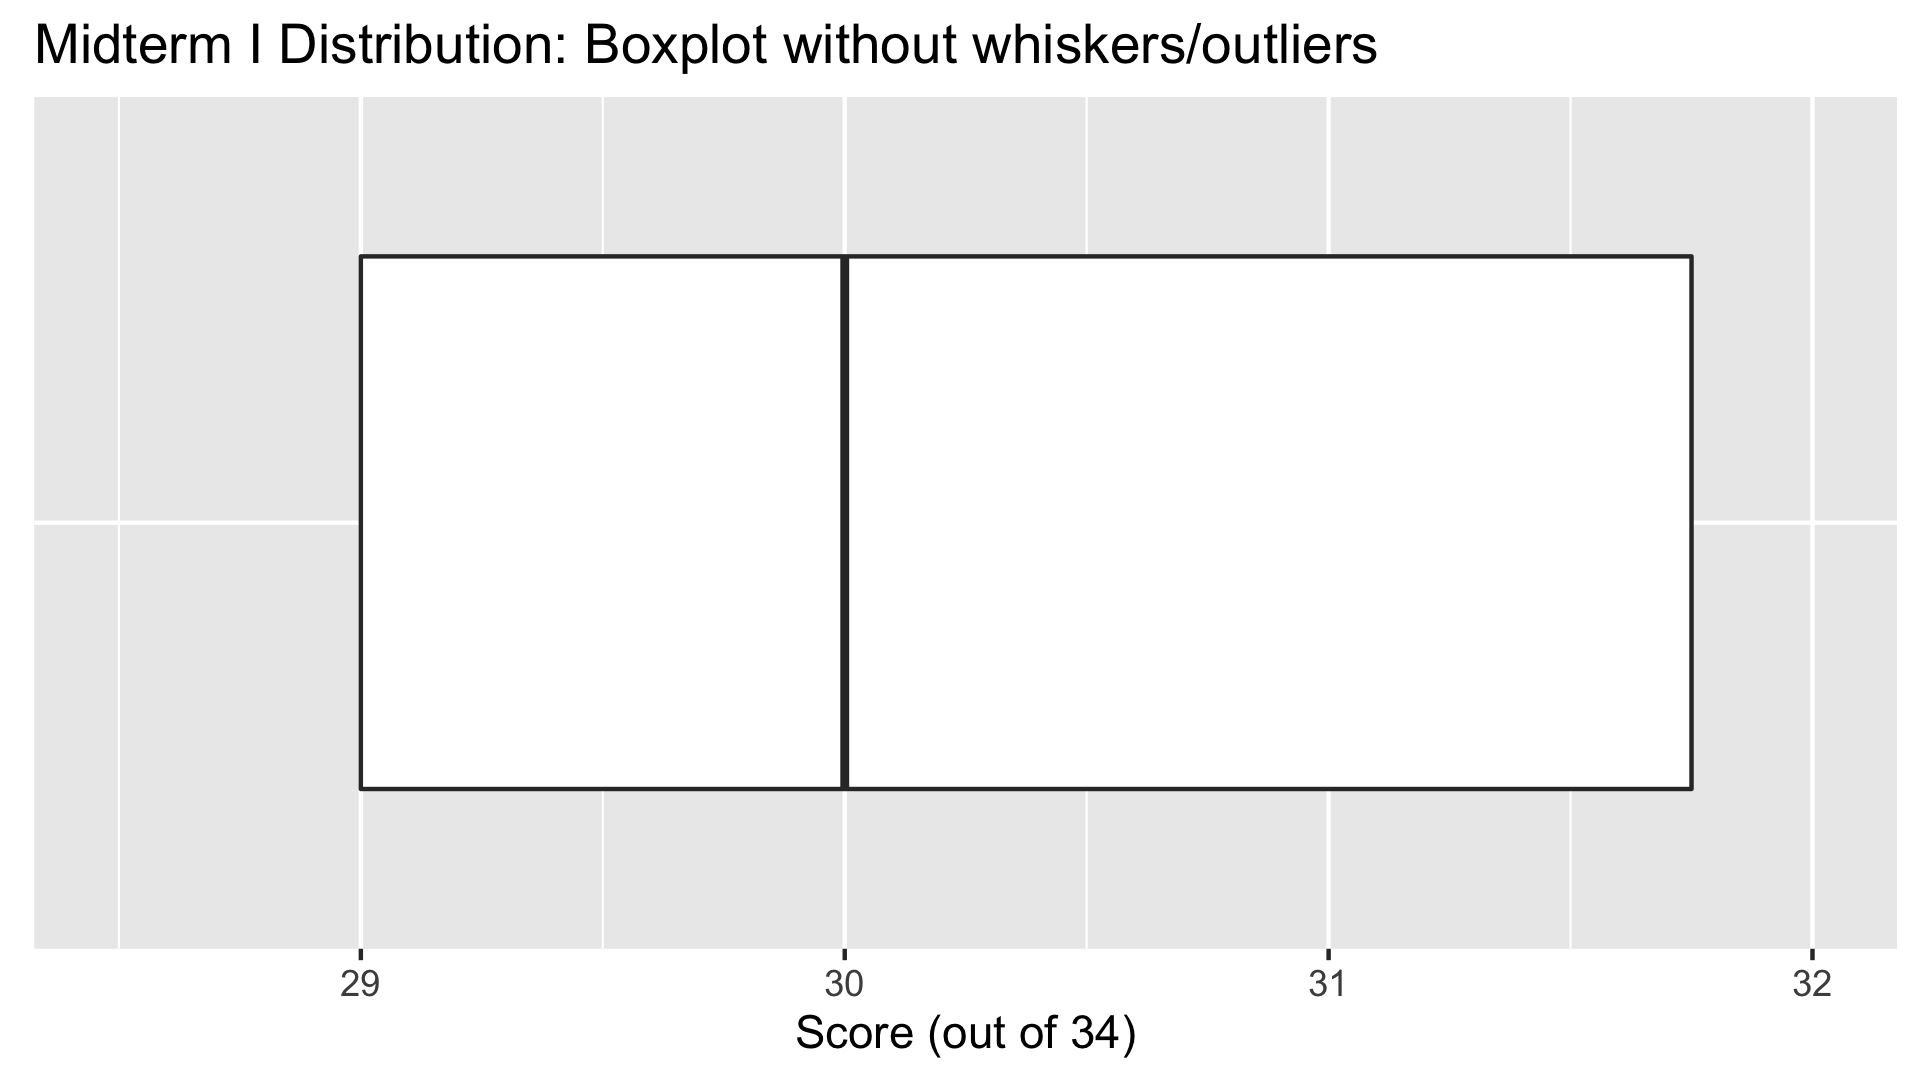 Midterm I Distribution: Boxplot without whiskers/outliers
29 30 31 32
Score (out of 34)